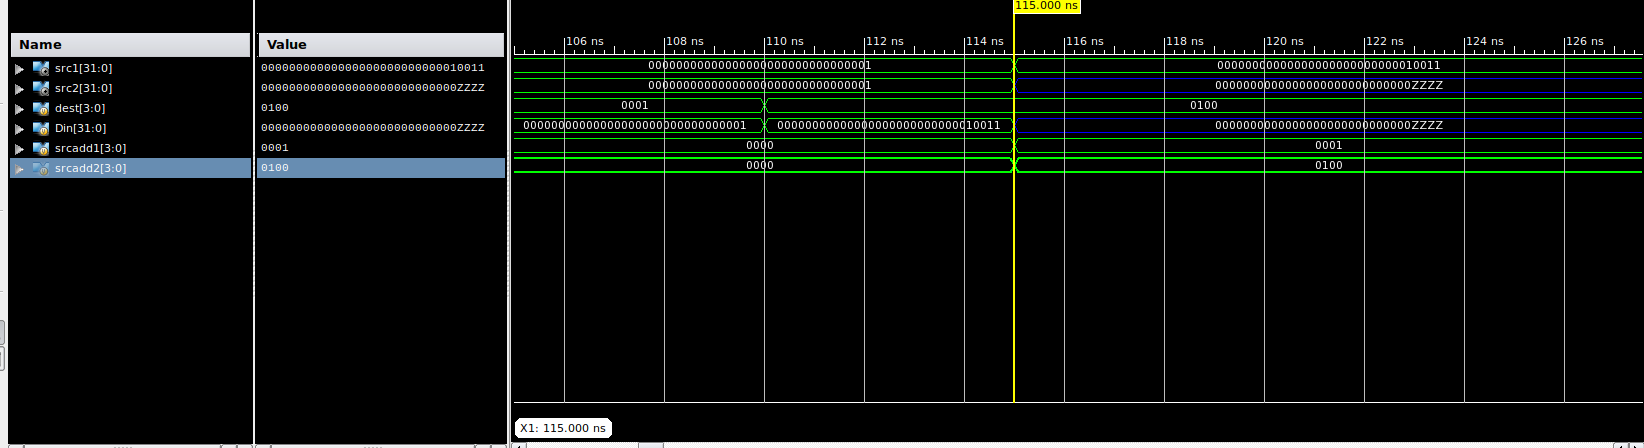 115.000 ns
Name Value 106 ns 108 ns 110 ns 112 ns 114 ns 116 ns 118 ns 120 ns 122 ns 124 ns 126 ns
src1[31:0] 00000000000000000000000000010011 00000000000000000000000000000001 00000000000000000000000000010011
src2[31:0] 0000000000000000000000000000ZZZZ 00000000000000000000000000000001 0000000000000000000000000000ZZZZ
dest[3:0] 0100 0001 0100
Din[31:0] 0000000000000000000000000000ZZZZ 00000000000000000000000000000001 00000000000000000000000000010011 0000000000000000000000000000ZZZZ
srcadd1[3:0] 0001 0000 0001
srcadd2[3:0] 0100 0000 0100
X1: 115.000 ns